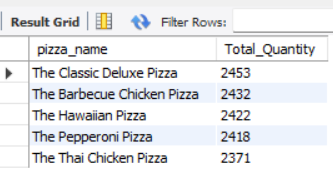 Result Grid Filter Rows:
pizza_name Total_Quantity
The Classic Deluxe Pizza 2453
The Barbecue Chicken Pizza 2432
The Hawaiian Pizza 2422
The Pepperoni Pizza 2418
The Thai Chicken Pizza 2371